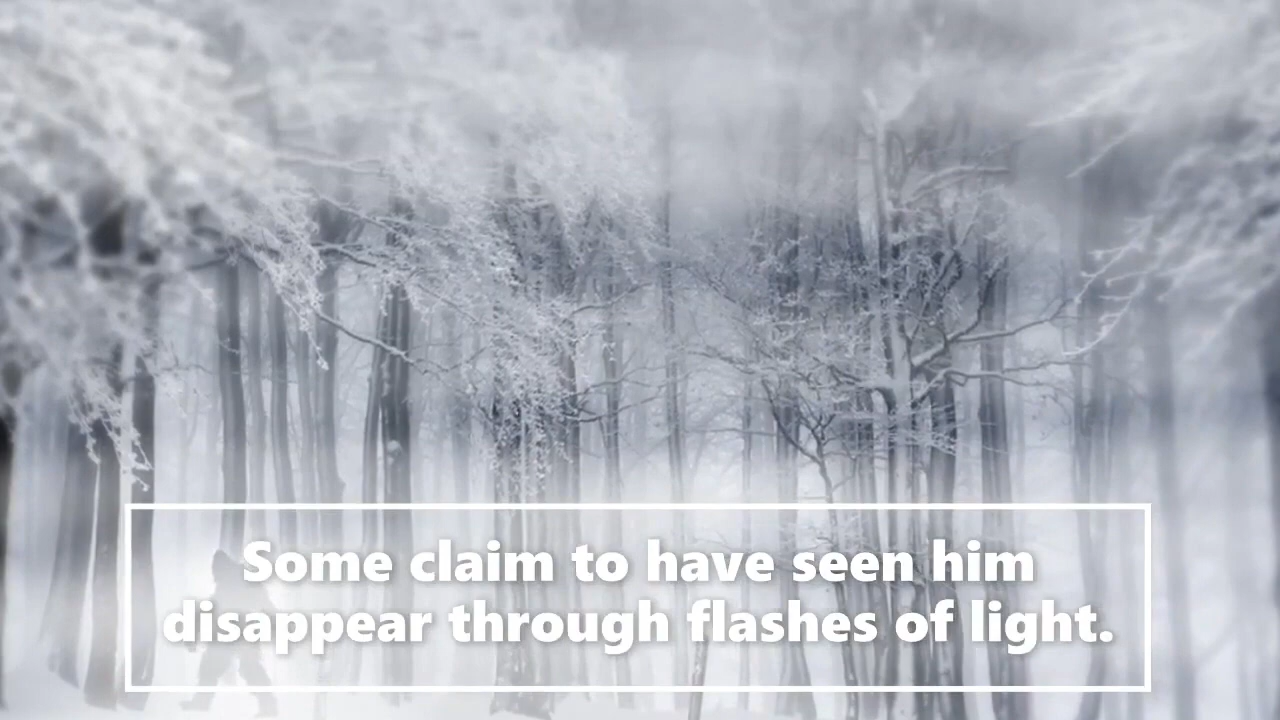 Some claim to have seen him
disappear through flashes of light.